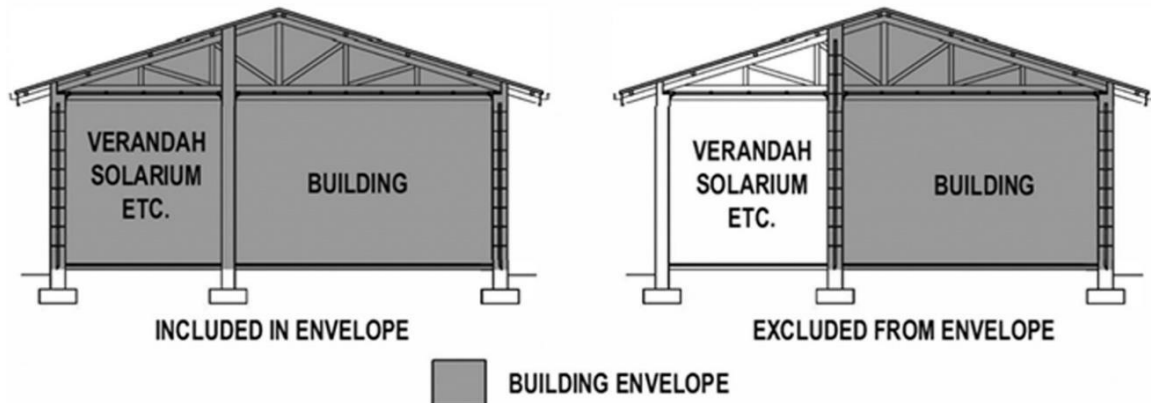 VERANDAH
SOLARIUM
ETC.
BUILDING
INCLUDED IN ENVELOPE
VERANDAH
SOLARIUM
ETC.
BUILDING
EXCLUDED FROM ENVELOPE
BUILDING ENVELOPE